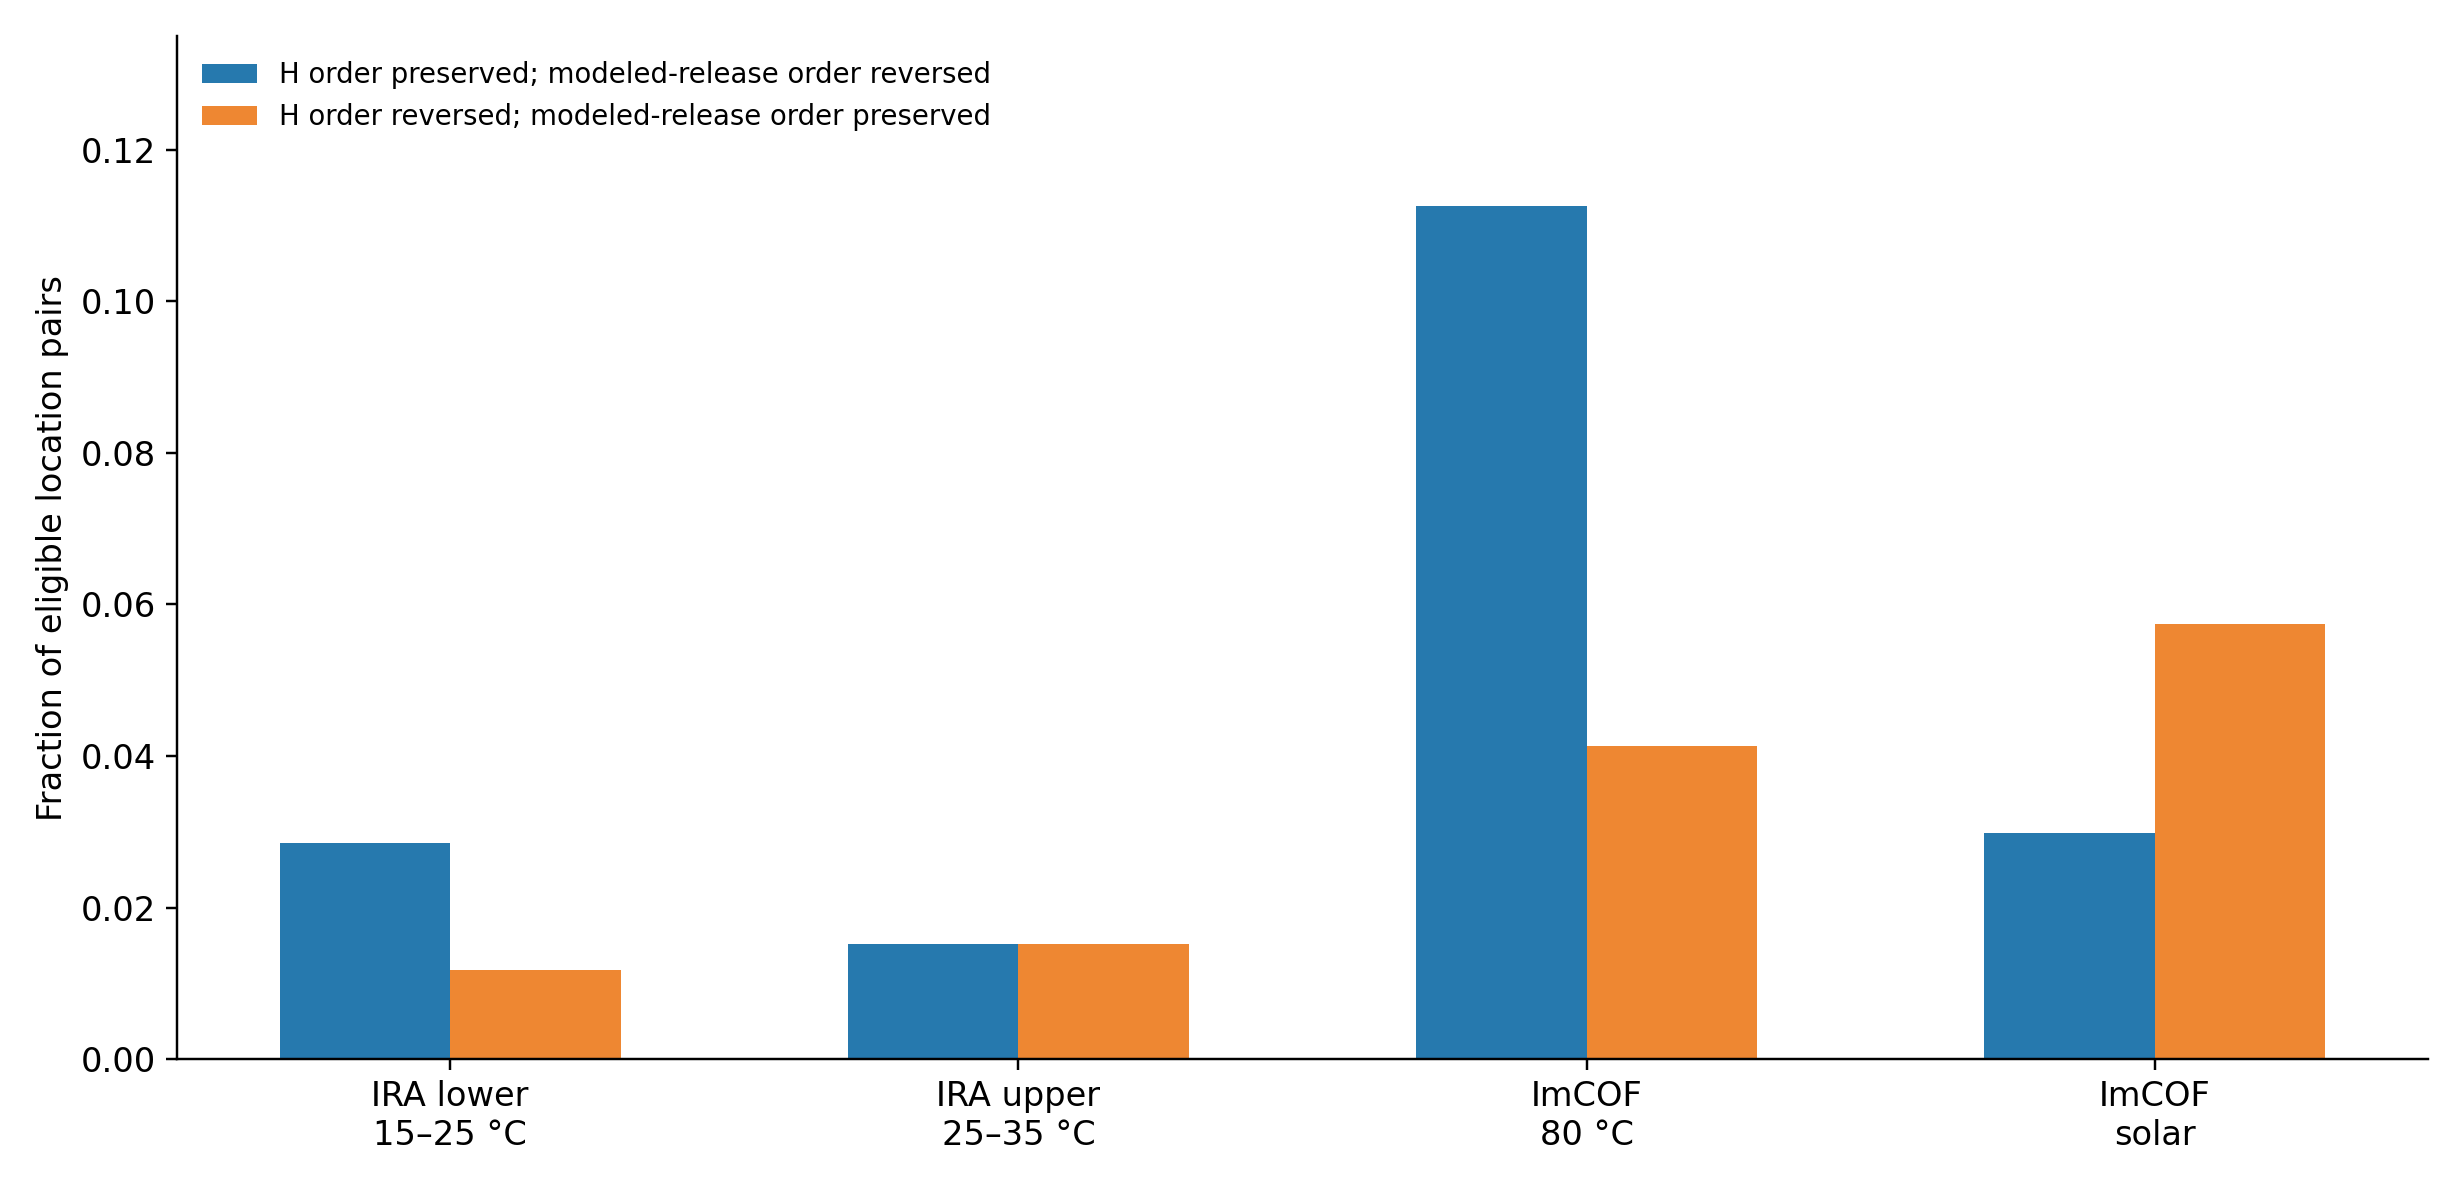 H order preserved; modeled-release order reversed
H order reversed; modeled-release order preserved
Fraction of eligible location pairs
0.12
0.10
0.08
0.06
0.04
0.02
0.00
IRA lower
15–25 °C
IRA upper
25–35 °C
ImCOF
80 °C
ImCOF
solar